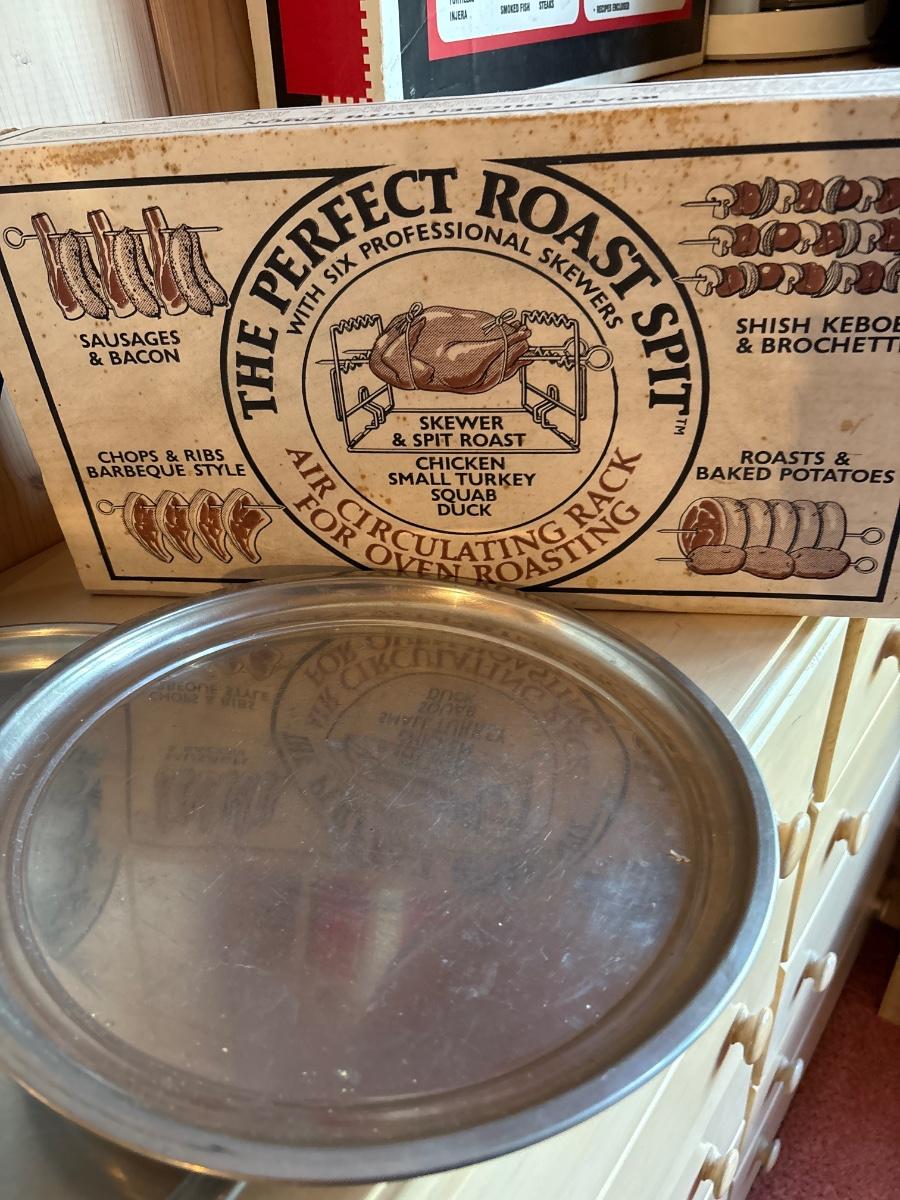 INJERA
SMOKED FISH STEAKS
• RECIPES ENCLOSED
THE PERFECT ROAST SPIT™
WITH SIX PROFESSIONAL SKEWERS
SAUSAGES
& BACON
SHISH KEBOB
& BROCHETT
SKEWER
& SPIT ROAST
CHICKEN
SMALL TURKEY
SQUAB
DUCK
CHOPS & RIBS
BARBEQUE STYLE
ROASTS &
BAKED POTATOES
AIR CIRCULATING RACK
FOR OVEN ROASTING